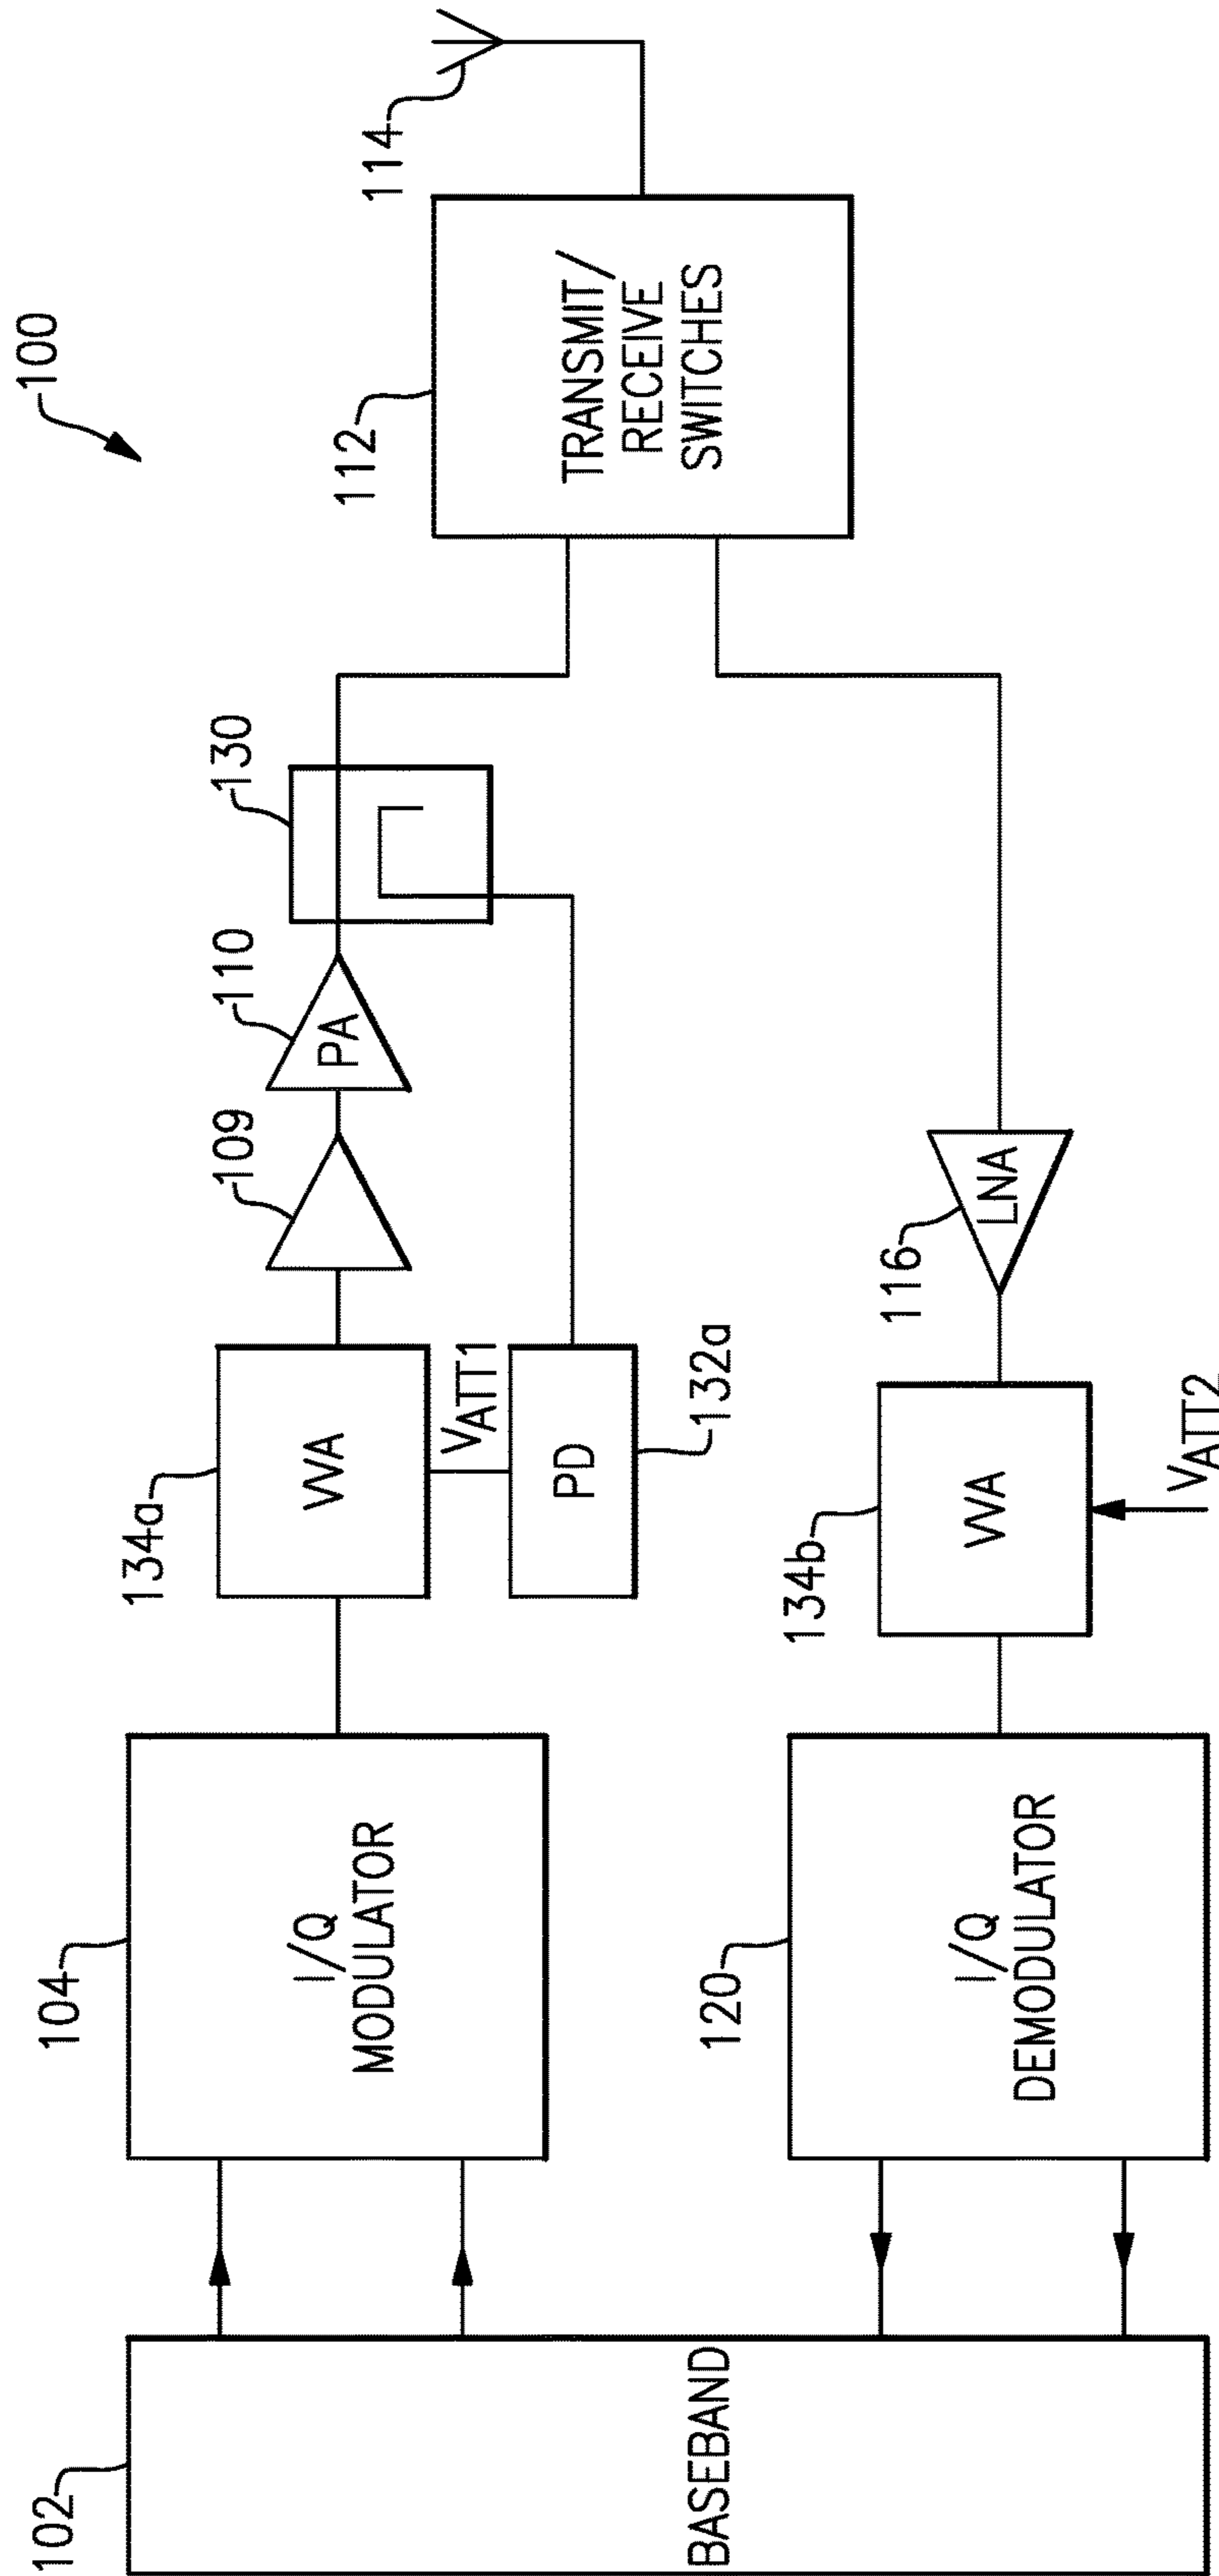 100
102
BASEBAND
104
I/Q
MODULATOR
134a
VVA
VATT1
PD
132a
109
110
PA
130
112
TRANSMIT/
RECEIVE
SWITCHES
114
120
I/Q
DEMODULATOR
134b
VVA
VATT2
116
LNA